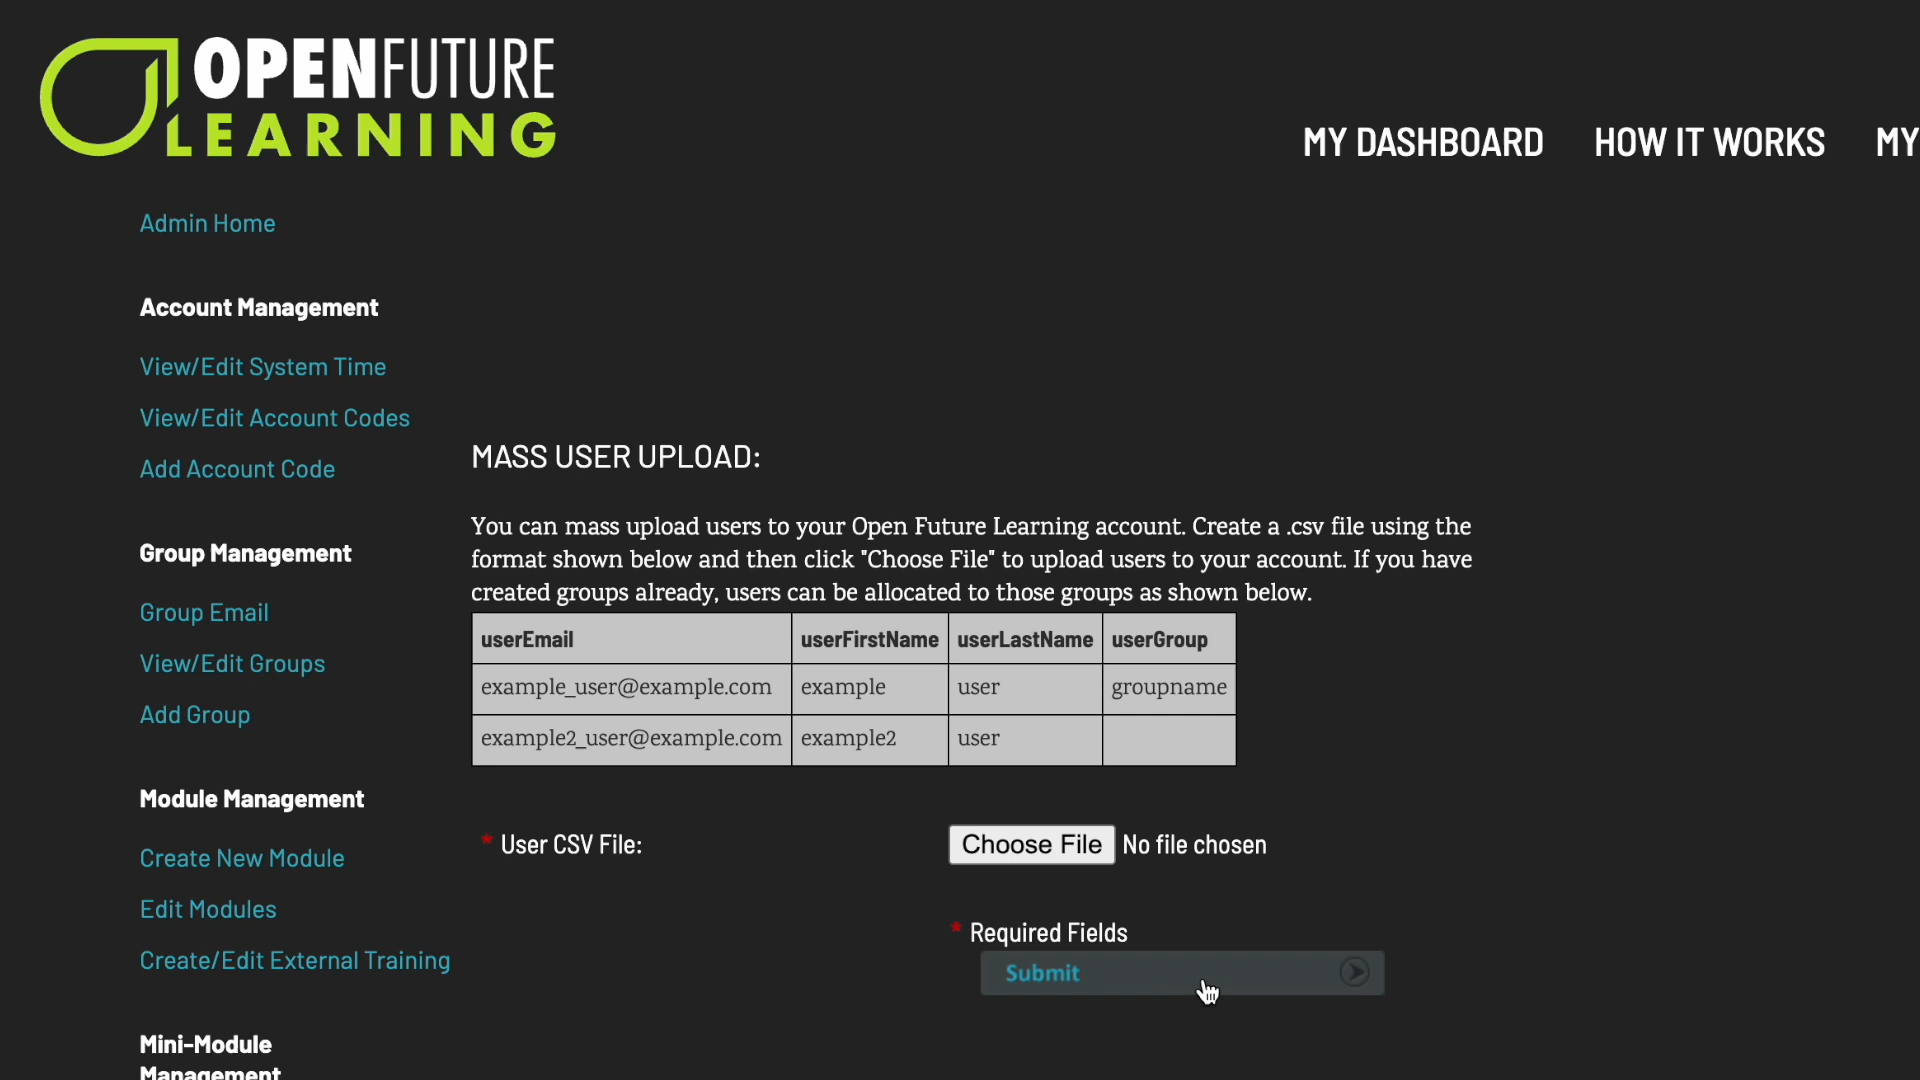 OPENFUTURE
LEARNING
MY DASHBOARD HOW IT WORKS MY
Admin Home
Account Management
View/Edit System Time
View/Edit Account Codes
Add Account Code
Group Management
Group Email
View/Edit Groups
Add Group
Module Management
Create New Module
Edit Modules
Create/Edit External Training
Mini-Module
Management
MASS USER UPLOAD:
You can mass upload users to your Open Future Learning account. Create a .csv file using the
format shown below and then click "Choose File" to upload users to your account. If you have
created groups already, users can be allocated to those groups as shown below.
userEmail userFirstName userLastName userGroup
example_user@example.com example user groupname
example2_user@example.com example2 user
* User CSV File: Choose File No file chosen
* Required Fields
Submit